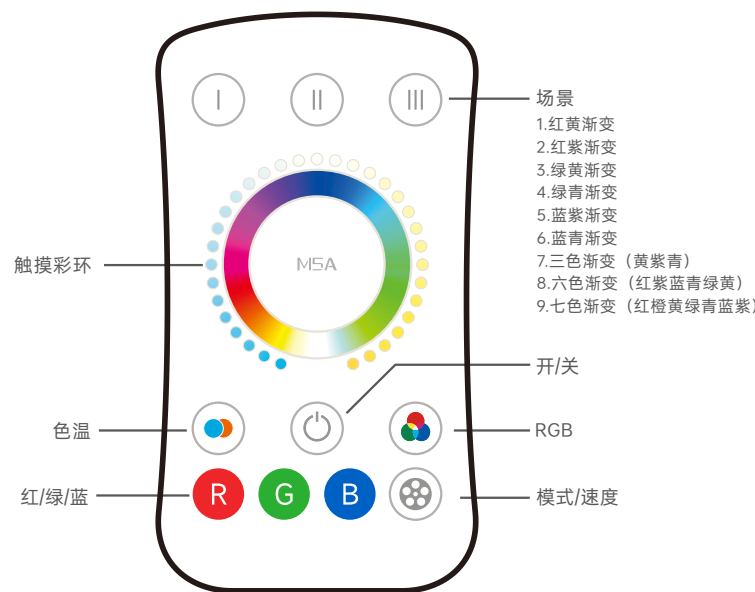 I
II
III
场景
1.红黄渐变
2.红紫渐变
3.绿黄渐变
4.绿青渐变
5.蓝紫渐变
6.蓝青渐变
7.三色渐变（黄紫青）
8.六色渐变（红紫蓝青绿黄）
9.七色渐变（红橙黄绿青蓝紫）
触摸彩环
MSA
开/关
色温
RGB
红/绿/蓝
R
G
B
模式/速度